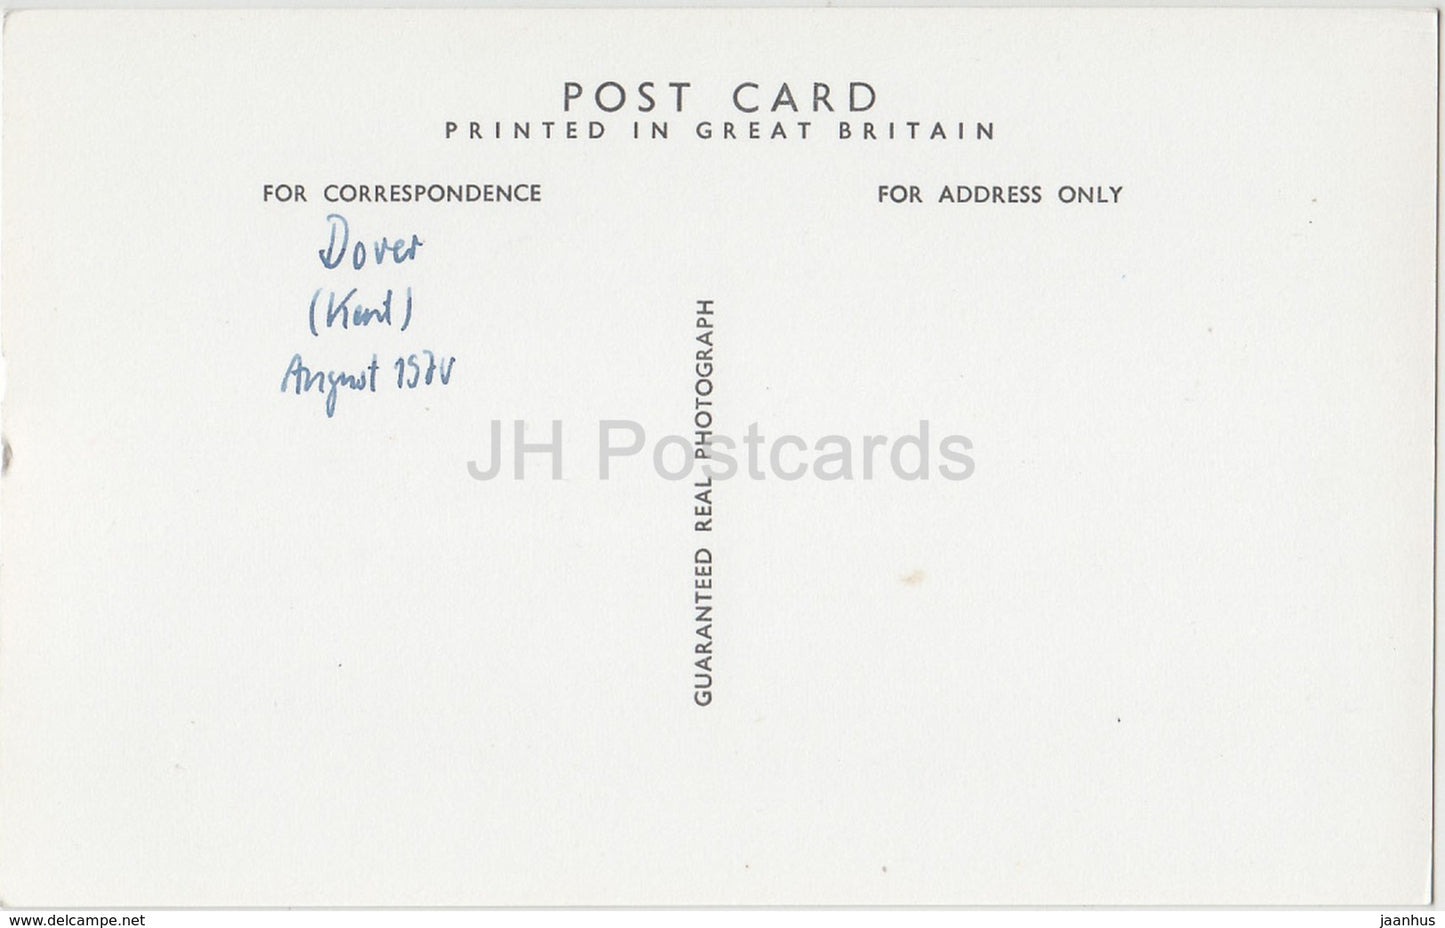 POST CARD
PRINTED IN GREAT BRITAIN
FOR CORRESPONDENCE
FOR ADDRESS ONLY
Dover
(Kent)
August
GUARANTEED REAL PHOTOGRAPH
JH Postcards
www.delcampe.net
jaanhus